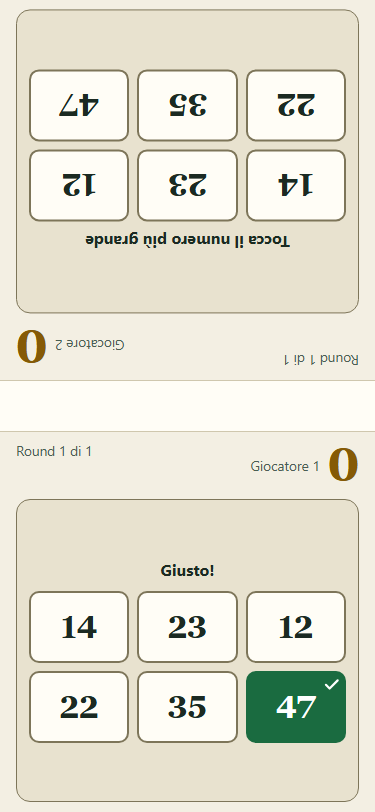 47 35 22
12 23 14
Tocca il numero più grande
0 Giocatore 2
Round 1 di 1
Round 1 di 1
Giocatore 1 0
Giusto!
14 23 12
22 35 47